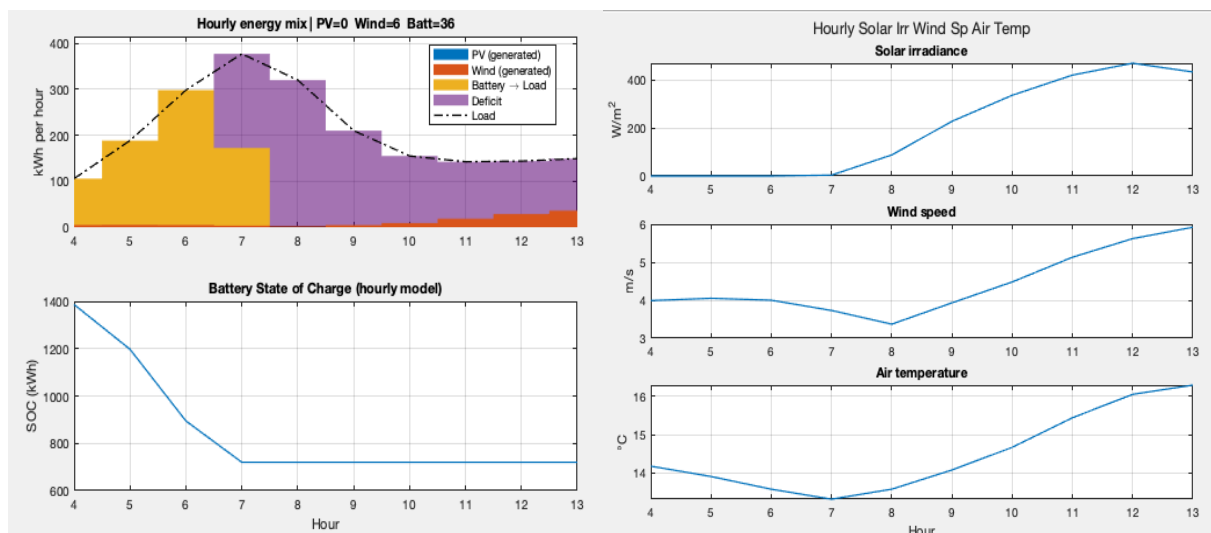 Hourly energy mix | PV=0 Wind=6 Batt=36
kWh per hour
400
300
200
100
0
4 5 6 7 8 9 10 11 12 13
PV (generated)
Wind (generated)
Battery → Load
Deficit
Load
Battery State of Charge (hourly model)
SOC (kWh)
1400
1200
1000
800
600
4 5 6 7 8 9 10 11 12 13
Hour
Hourly Solar Irr Wind Sp Air Temp
Solar irradiance
W/m²
400
200
0
4 5 6 7 8 9 10 11 12 13
Wind speed
m/s
6
5
4
3
4 5 6 7 8 9 10 11 12 13
Air temperature
°C
16
15
14
4 5 6 7 8 9 10 11 12 13
Hour